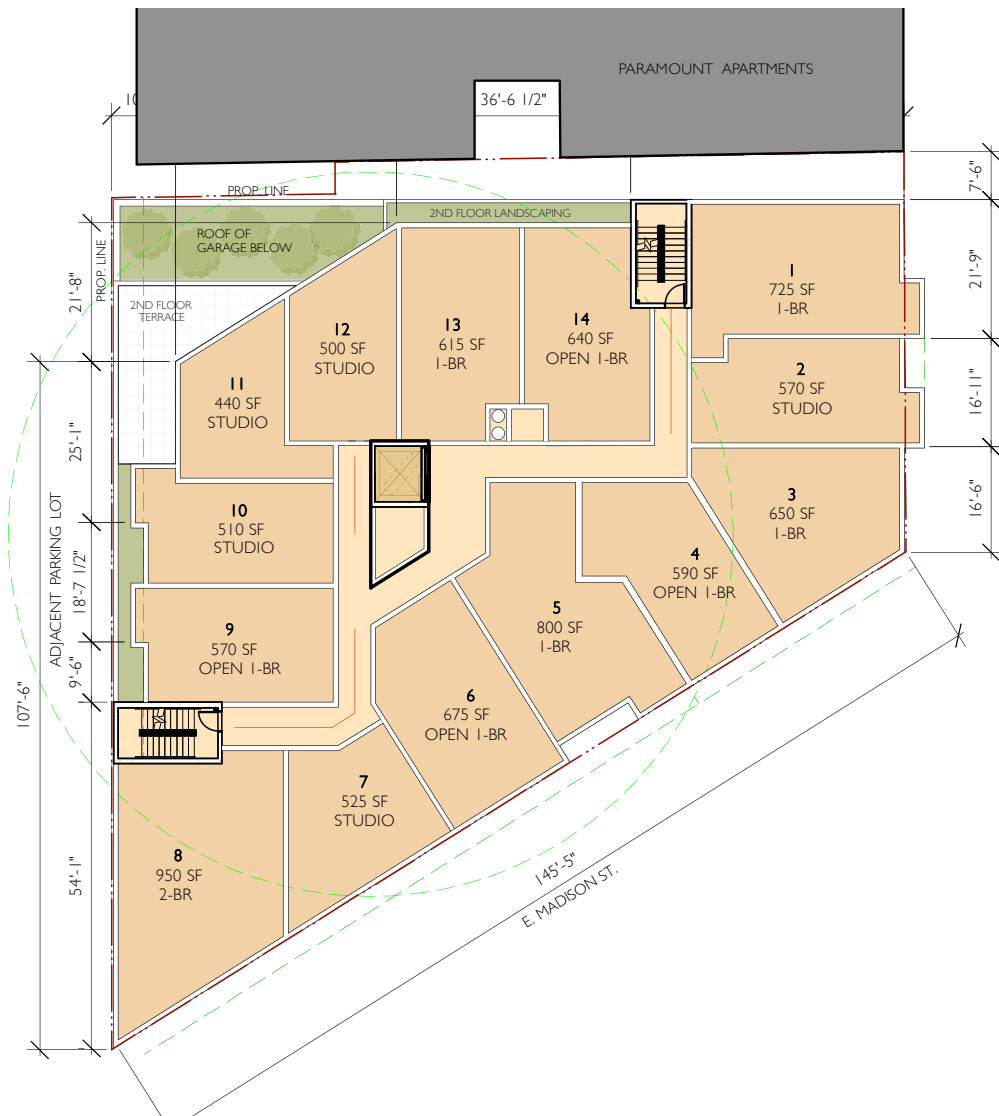 PARAMOUNT APARTMENTS
10
36'-6 1/2"
7'-6"
PROP. LINE
2ND FLOOR LANDSCAPING
ROOF OF
GARAGE BELOW
PROP. LINE
21'-8"
2ND FLOOR
TERRACE
1
725 SF
1-BR
21'-9"
12
500 SF
STUDIO
13
615 SF
1-BR
14
640 SF
OPEN 1-BR
2
570 SF
STUDIO
16'-11"
11
440 SF
STUDIO
25'-1"
3
650 SF
1-BR
16'-6"
10
510 SF
STUDIO
4
590 SF
OPEN 1-BR
ADJACENT PARKING LOT
18'-7 1/2"
5
800 SF
1-BR
9
570 SF
OPEN 1-BR
9'-6"
107'-6"
6
675 SF
OPEN 1-BR
7
525 SF
STUDIO
8
950 SF
2-BR
54'-1"
145'-5"
E. MADISON ST.